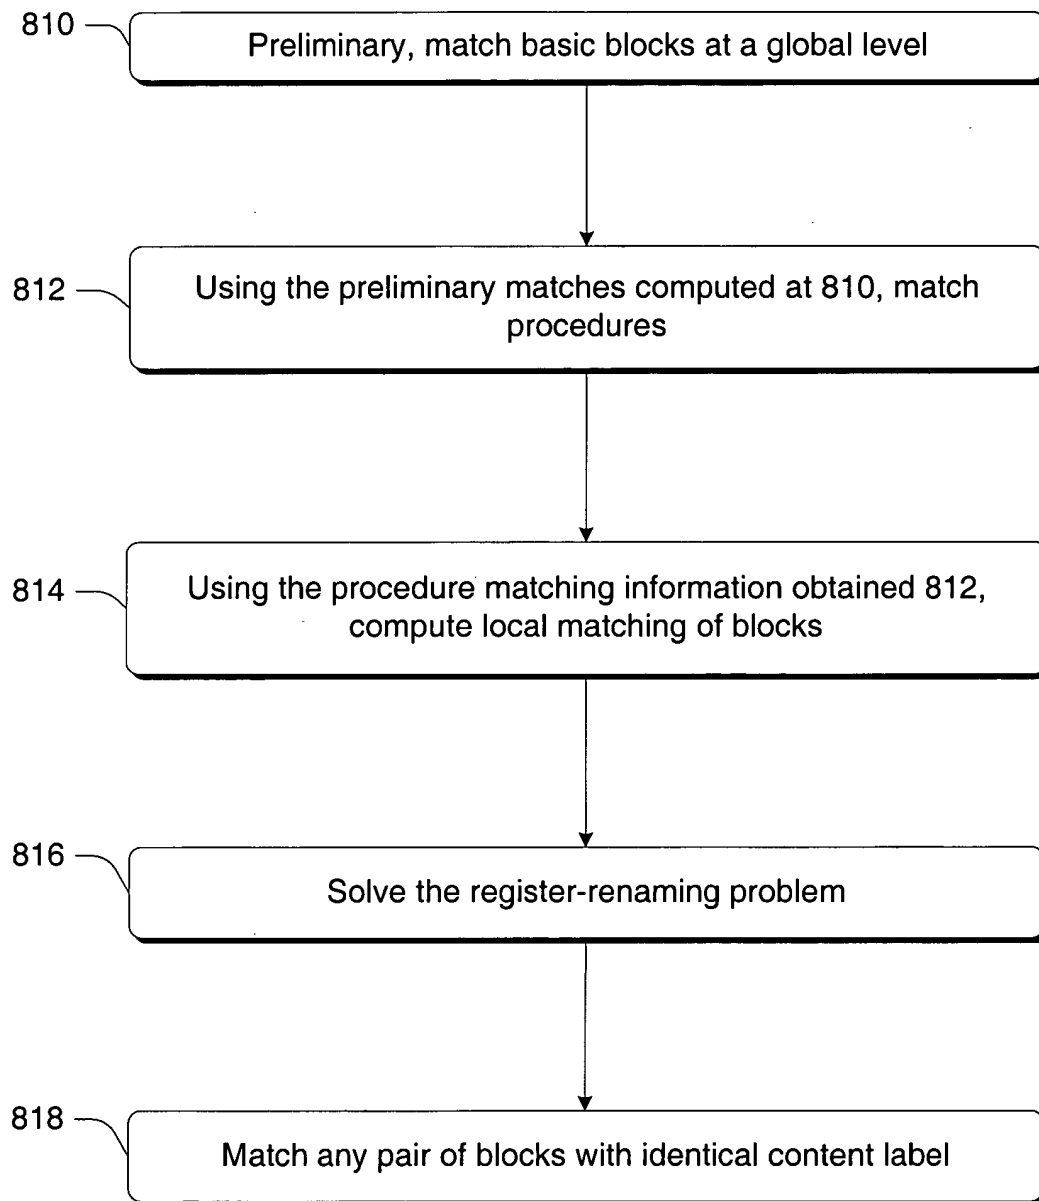 810
Preliminary, match basic blocks at a global level
812
Using the preliminary matches computed at 810, match
procedures
814
Using the procedure matching information obtained 812,
compute local matching of blocks
816
Solve the register-renaming problem
818
Match any pair of blocks with identical content label